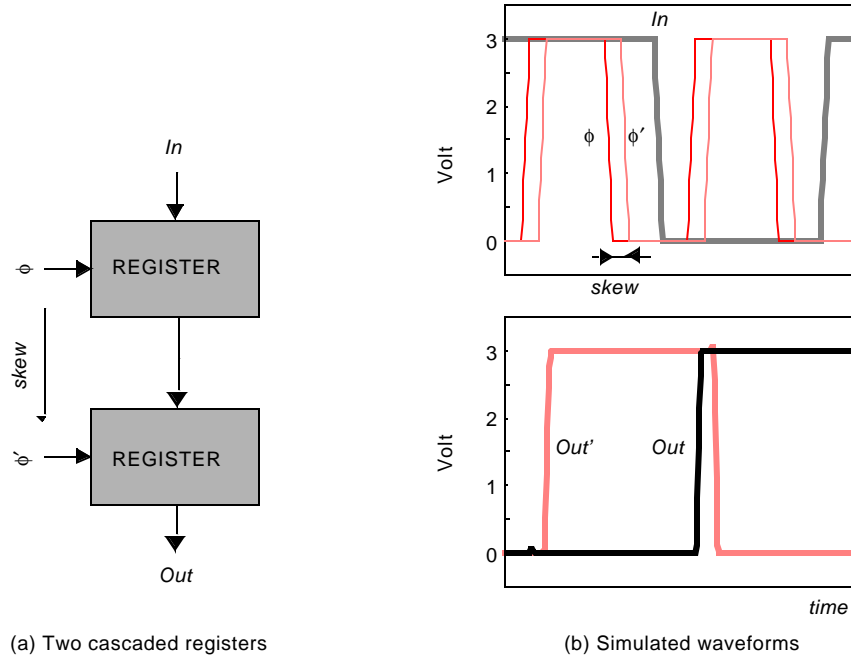 In
ϕ
REGISTER
skew
ϕ′
REGISTER
Out
(a) Two cascaded registers
In
3
2
1
0
Volt
ϕ
ϕ′
skew
3
2
1
0
Volt
Out'
Out
time
(b) Simulated waveforms